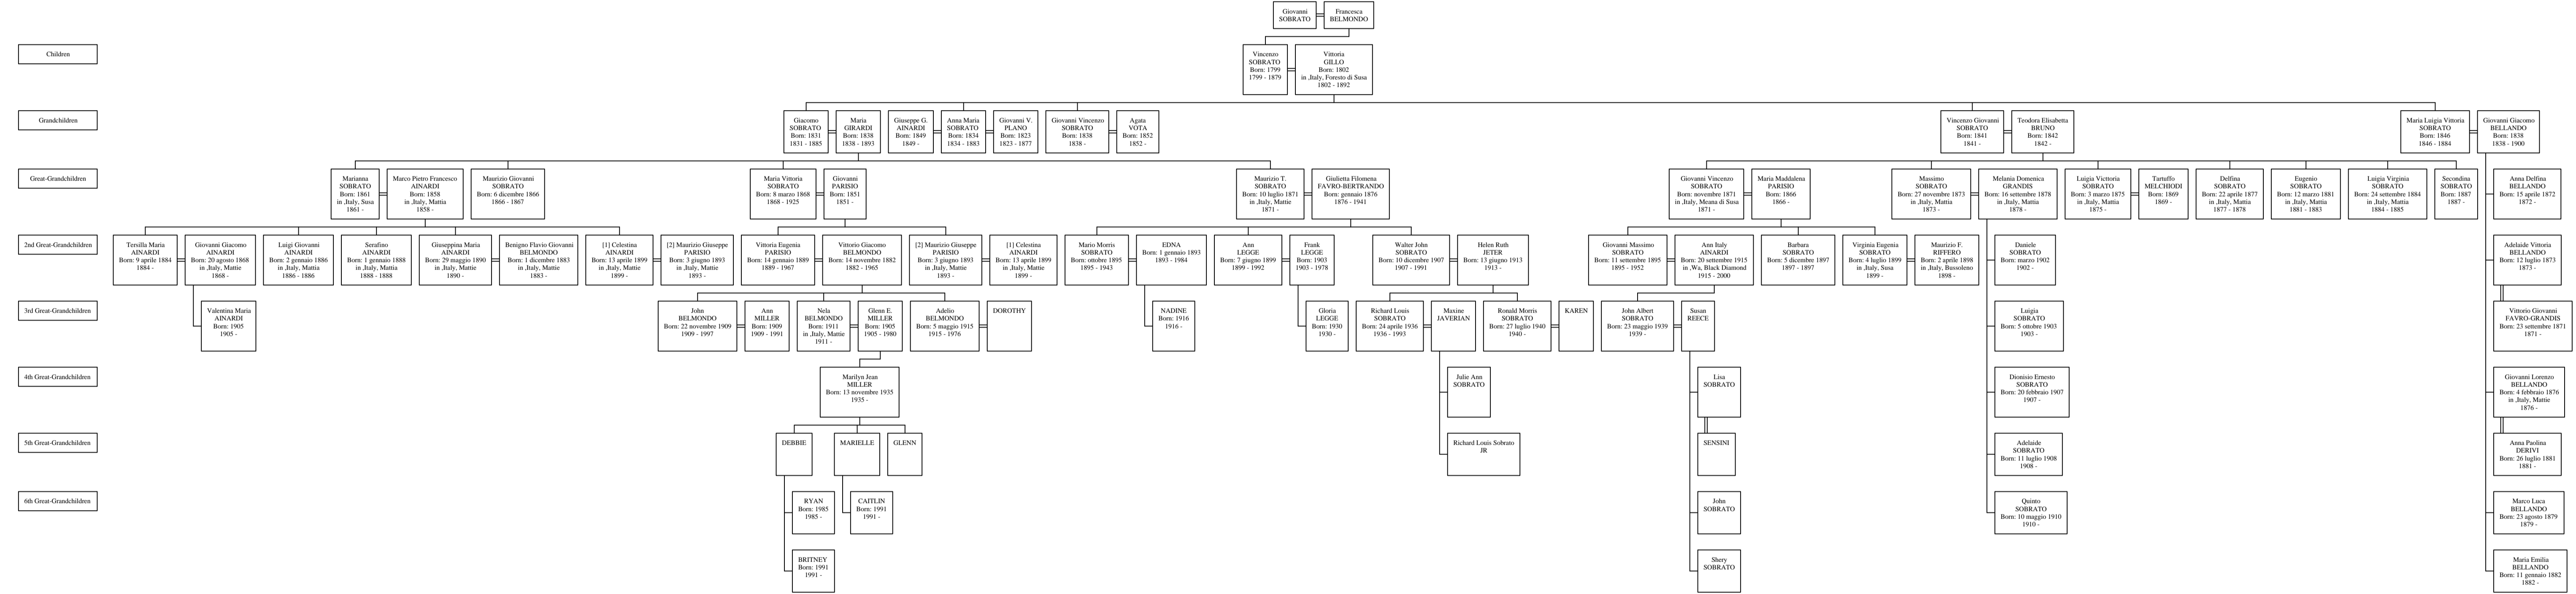 Giovanni
SOBRATO
Francesca
BELMONDO
Children
Vincenzo
SOBRATO
Born: 1799
1799 - 1879
Vittoria
GILLO
Born: 1802
in ,Italy, Foresto di Susa
1802 - 1892
Grandchildren
Giacomo
SOBRATO
Born: 1831
1831 - 1885
Maria
GIRARDI
Born: 1838
1838 - 1893
Giuseppe G.
AINARDI
Born: 1849
1849 -
Anna Maria
SOBRATO
Born: 1834
1834 - 1883
Giovanni V.
PLANO
Born: 1823
1823 - 1877
Giovanni Vincenzo
SOBRATO
Born: 1838
1838 -
Agata
VOTA
Born: 1852
1852 -
Vincenzo Giovanni
SOBRATO
Born: 1841
1841 -
Teodora Elisabetta
BRUNO
Born: 1842
1842 -
Maria Luigia Vittoria
SOBRATO
Born: 1846
1846 - 1884
Giovanni Giacomo
BELLANDO
Born: 1838
1838 - 1900
Great-Grandchildren
Marianna
SOBRATO
Born: 1861
in ,Italy, Susa
1861 -
Marco Pietro Francesco
AINARDI
Born: 1858
in ,Italy, Mattia
1858 -
Maurizio Giovanni
SOBRATO
Born: 6 dicembre 1866
1866 - 1867
Maria Vittoria
SOBRATO
Born: 8 marzo 1868
1868 - 1925
Giovanni
PARISIO
Born: 1851
1851 -
Maurizio T.
SOBRATO
Born: 10 luglio 1871
in ,Italy, Mattie
1871 -
Giulietta Filomena
FAVRO-BERTRANDO
Born: gennaio 1876
1876 - 1941
Giovanni Vincenzo
SOBRATO
Born: novembre 1871
in ,Italy, Meana di Susa
1871 -
Maria Maddalena
PARISIO
Born: 1866
1866 -
Massimo
SOBRATO
Born: 27 novembre 1873
in ,Italy, Mattia
1873 -
Melania Domenica
GRANDIS
Born: 16 settembre 1878
in ,Italy, Mattia
1878 -
Luigia Victtoria
SOBRATO
Born: 3 marzo 1875
in ,Italy, Mattia
1875 -
Tartuffo
MELCHIODI
Born: 1869
1869 -
Delfina
SOBRATO
Born: 22 aprile 1877
in ,Italy, Mattia
1877 - 1878
Eugenio
SOBRATO
Born: 12 marzo 1881
in ,Italy, Mattia
1881 - 1883
Luigia Virginia
SOBRATO
Born: 24 settembre 1884
in ,Italy, Mattia
1884 - 1885
Secondina
SOBRATO
Born: 1887
1887 -
Anna Delfina
BELLANDO
Born: 15 aprile 1872
1872 -
2nd Great-Grandchildren
Tersilla Maria
AINARDI
Born: 9 aprile 1884
1884 -
Giovanni Giacomo
AINARDI
Born: 20 agosto 1868
in ,Italy, Mattie
1868 -
Luigi Giovanni
AINARDI
Born: 2 gennaio 1886
in ,Italy, Mattia
1886 - 1886
Serafino
AINARDI
Born: 1 gennaio 1888
in ,Italy, Mattia
1888 - 1888
Giuseppina Maria
AINARDI
Born: 29 maggio 1890
in ,Italy, Mattie
1890 -
Benigno Flavio Giovanni
BELMONDO
Born: 1 dicembre 1883
in ,Italy, Mattie
1883 -
[1] Celestina
AINARDI
Born: 13 aprile 1899
in ,Italy, Mattie
1899 -
[2] Maurizio Giuseppe
PARISIO
Born: 3 giugno 1893
in ,Italy, Mattie
1893 -
Vittoria Eugenia
PARISIO
Born: 14 gennaio 1889
1889 - 1967
Vittorio Giacomo
BELMONDO
Born: 14 novembre 1882
1882 - 1965
[2] Maurizio Giuseppe
PARISIO
Born: 3 giugno 1893
in ,Italy, Mattie
1893 -
[1] Celestina
AINARDI
Born: 13 aprile 1899
in ,Italy, Mattie
1899 -
Mario Morris
SOBRATO
Born: ottobre 1895
1895 - 1943
EDNA
Born: 1 gennaio 1893
1893 - 1984
Ann
LEGGE
Born: 7 giugno 1899
1899 - 1992
Frank
LEGGE
Born: 1903
1903 - 1978
Walter John
SOBRATO
Born: 10 dicembre 1907
1907 - 1991
Helen Ruth
JETER
Born: 13 giugno 1913
1913 -
Giovanni Massimo
SOBRATO
Born: 11 settembre 1895
1895 - 1952
Ann Italy
AINARDI
Born: 20 settembre 1915
in ,Wa, Black Diamond
1915 - 2000
Barbara
SOBRATO
Born: 5 dicembre 1897
1897 - 1897
Virginia Eugenia
SOBRATO
Born: 4 luglio 1899
in ,Italy, Susa
1899 -
Maurizio F.
RIFFERO
Born: 2 aprile 1898
in ,Italy, Bussoleno
1898 -
Daniele
SOBRATO
Born: marzo 1902
1902 -
Adelaide Vittoria
BELLANDO
Born: 12 luglio 1873
1873 -
3rd Great-Grandchildren
Valentina Maria
AINARDI
Born: 1905
1905 -
John
BELMONDO
Born: 22 novembre 1909
1909 - 1997
Ann
MILLER
Born: 1909
1909 - 1991
Nela
BELMONDO
Born: 1911
in ,Italy, Mattie
1911 -
Glenn E.
MILLER
Born: 1905
1905 - 1980
Adelio
BELMONDO
Born: 5 maggio 1915
1915 - 1976
DOROTHY
NADINE
Born: 1916
1916 -
Gloria
LEGGE
Born: 1930
1930 -
Richard Louis
SOBRATO
Born: 24 aprile 1936
1936 - 1993
Maxine
JAVERIAN
Ronald Morris
SOBRATO
Born: 27 luglio 1940
1940 -
KAREN
John Albert
SOBRATO
Born: 23 maggio 1939
1939 -
Susan
REECE
Luigia
SOBRATO
Born: 5 ottobre 1903
1903 -
Vittorio Giovanni
FAVRO-GRANDIS
Born: 23 settembre 1871
1871 -
4th Great-Grandchildren
Marilyn Jean
MILLER
Born: 13 novembre 1935
1935 -
Julie Ann
SOBRATO
Lisa
SOBRATO
Dionisio Ernesto
SOBRATO
Born: 20 febbraio 1907
1907 -
Giovanni Lorenzo
BELLANDO
Born: 4 febbraio 1876
in ,Italy, Mattie
1876 -
5th Great-Grandchildren
DEBBIE
MARIELLE
GLENN
Richard Louis Sobrato
JR
SENSINI
Adelaide
SOBRATO
Born: 11 luglio 1908
1908 -
Anna Paolina
DERIVI
Born: 26 luglio 1881
1881 -
6th Great-Grandchildren
RYAN
Born: 1985
1985 -
CAITLIN
Born: 1991
1991 -
John
SOBRATO
Quinto
SOBRATO
Born: 10 maggio 1910
1910 -
Marco Luca
BELLANDO
Born: 23 agosto 1879
1879 -
BRITNEY
Born: 1991
1991 -
Shery
SOBRATO
Maria Emilia
BELLANDO
Born: 11 gennaio 1882
1882 -